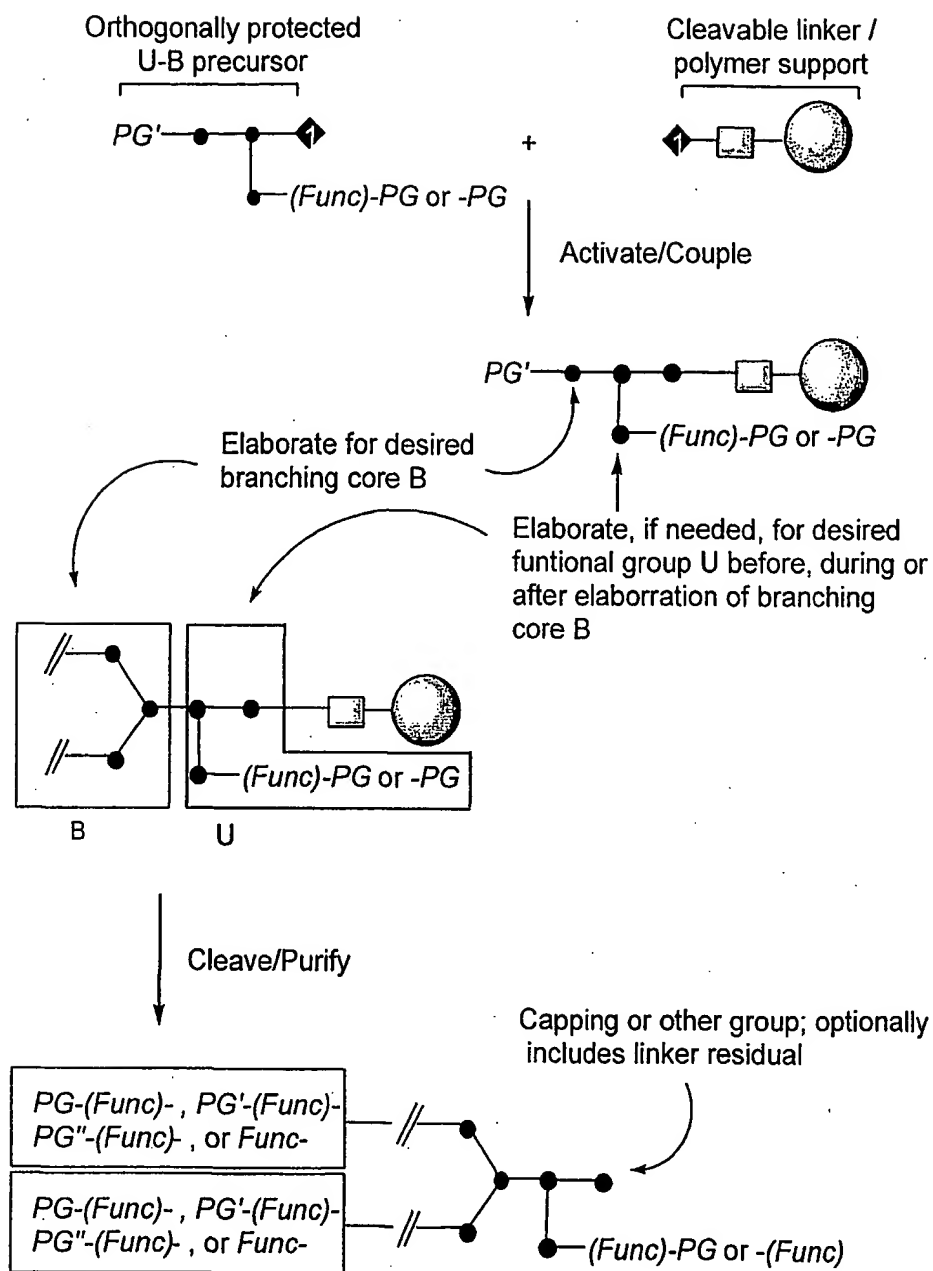 Orthogonally protected
U-B precursor
Cleavable linker /
polymer support
PG'
1
+
1
(Func)-PG or -PG
Activate/Couple
PG'
(Func)-PG or -PG
Elaborate for desired
branching core B
Elaborate, if needed, for desired
funtional group U before, during or
after elaborration of branching
core B
(Func)-PG or -PG
B
U
Cleave/Purify
Capping or other group; optionally
includes linker residual
PG-(Func)- , PG'-(Func)-
PG"-(Func)- , or Func-
PG-(Func)- , PG'-(Func)-
PG"-(Func)- , or Func-
(Func)-PG or -(Func)